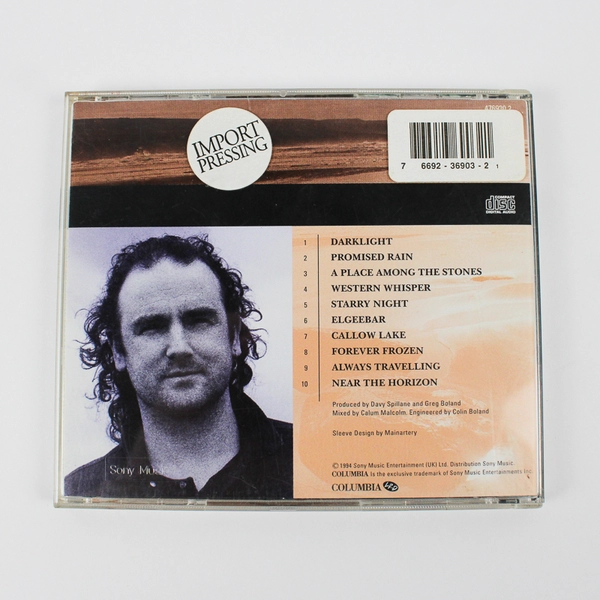 476930 2
IMPORT
PRESSING
7 6692-36903-2 1
COMPACT
disc
DIGITAL AUDIO
1 DARKLIGHT
2 PROMISED RAIN
3 A PLACE AMONG THE STONES
4 WESTERN WHISPER
5 STARRY NIGHT
6 ELGEEBAR
7 CALLOW LAKE
8 FOREVER FROZEN
9 ALWAYS TRAVELLING
10 NEAR THE HORIZON
Produced by Davy Spillane and Greg Boland
Mixed by Calum Malcolm. Engineered by Colin Boland
Sleeve Design by Mainartery
Sony Music
© 1994 Sony Music Entertainment (UK) Ltd. Distribution Sony Music.
COLUMBIA is the exclusive trademark of Sony Music Entertainments Inc
COLUMBIA